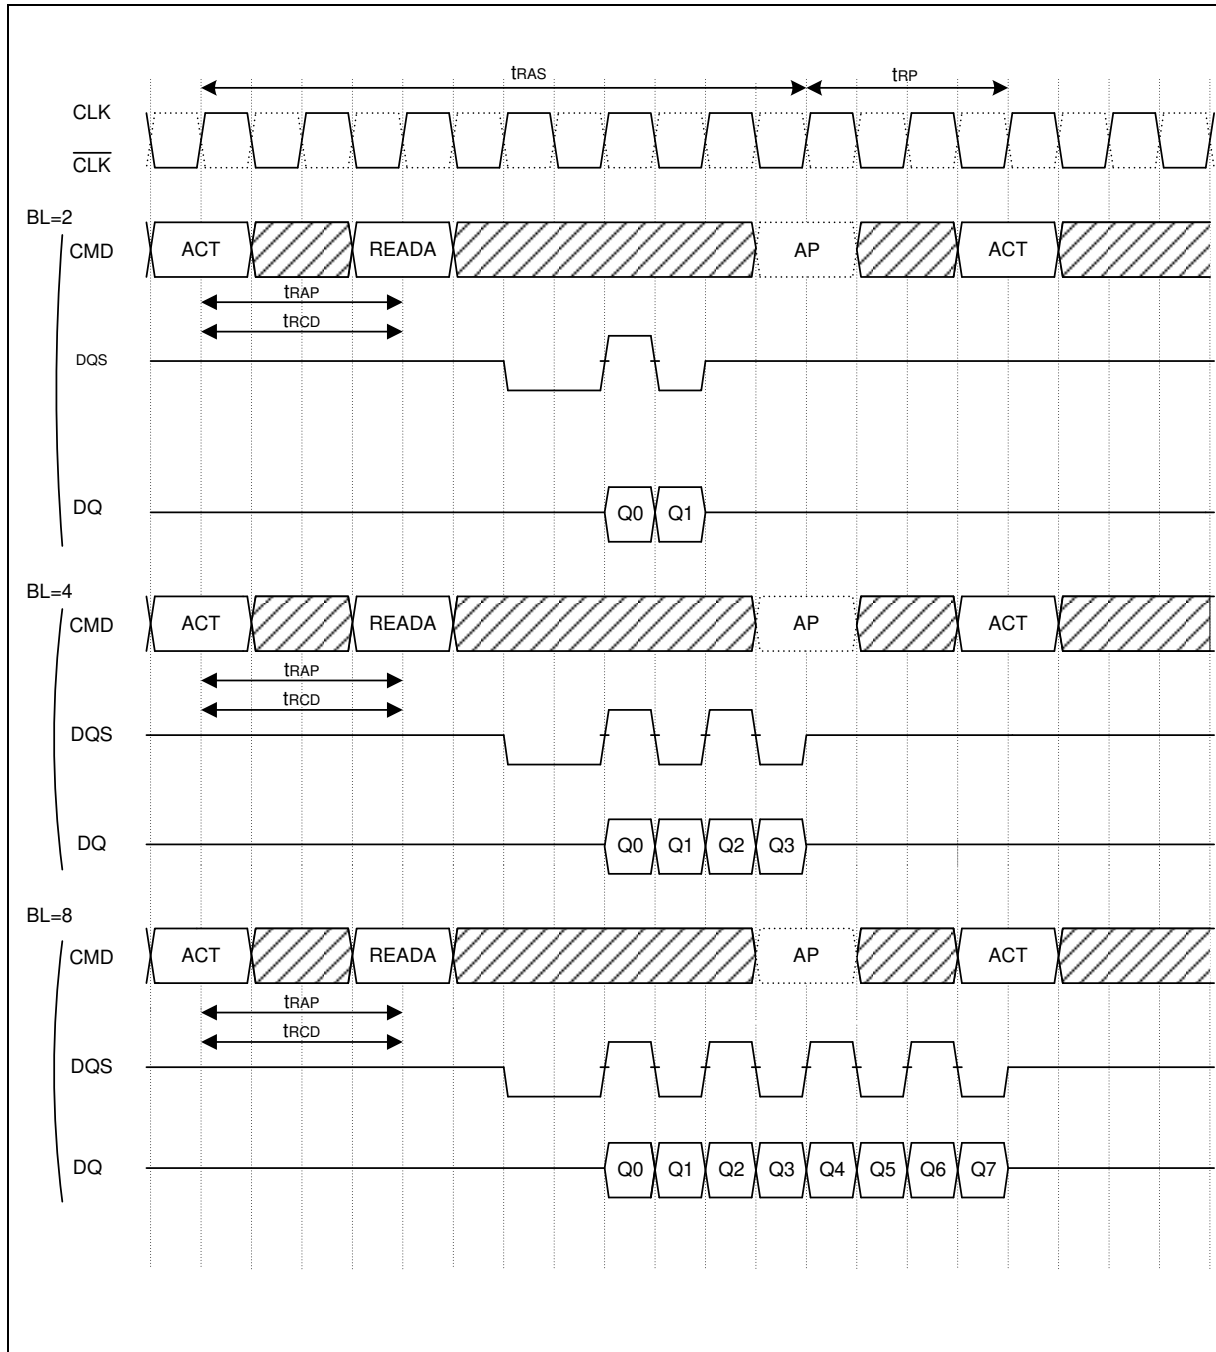 tRAS tRP
CLK
CLK
BL=2
CMD ACT READA AP ACT
tRAP
tRCD
DQS
DQ Q0 Q1
BL=4
CMD ACT READA AP ACT
tRAP
tRCD
DQS
DQ Q0 Q1 Q2 Q3
BL=8
CMD ACT READA AP ACT
tRAP
tRCD
DQS
DQ Q0 Q1 Q2 Q3 Q4 Q5 Q6 Q7